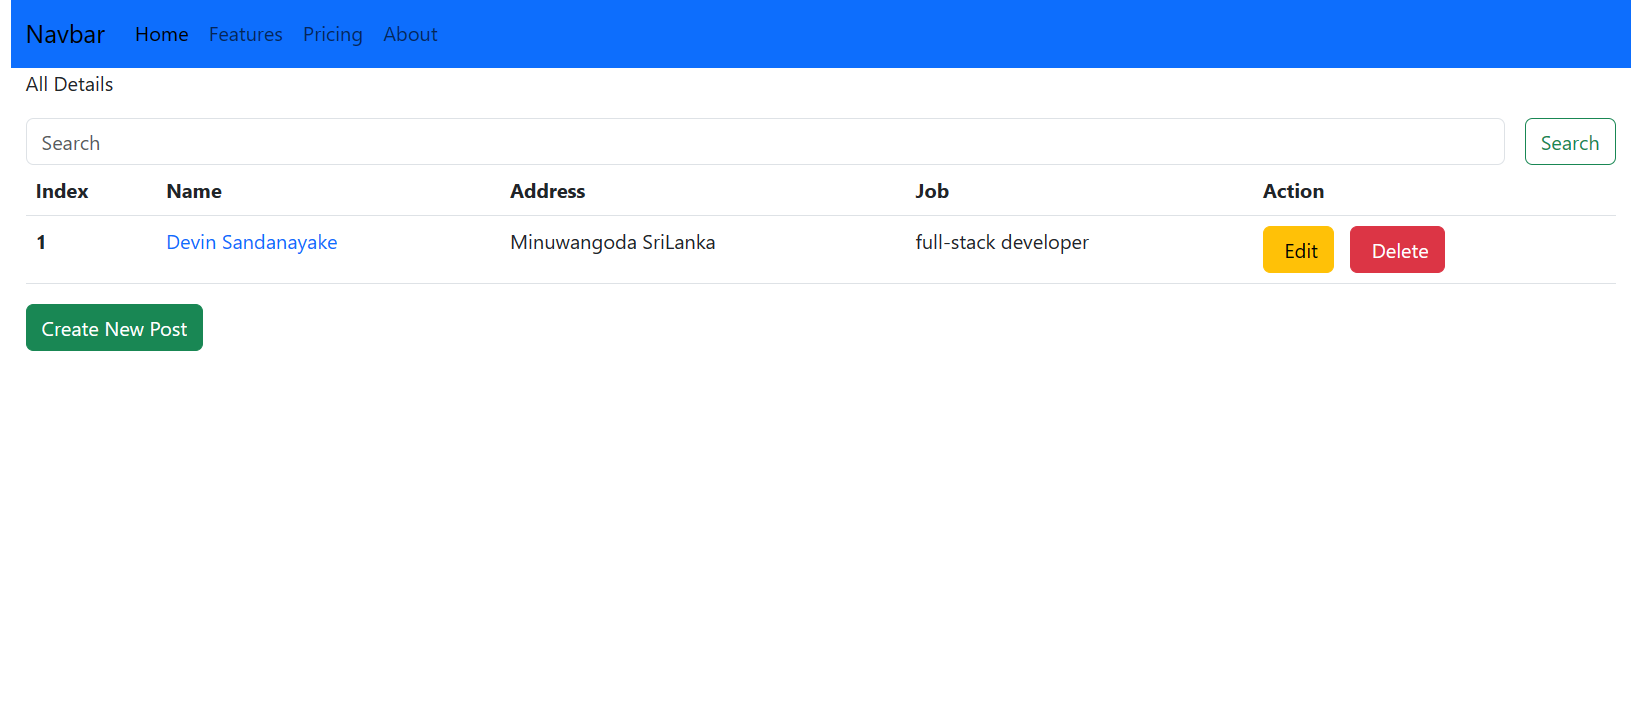 Navbar Home Features Pricing About
All Details
Search Search
Index Name Address Job Action
1 Devin Sandanayake Minuwangoda SriLanka full-stack developer Edit Delete
Create New Post